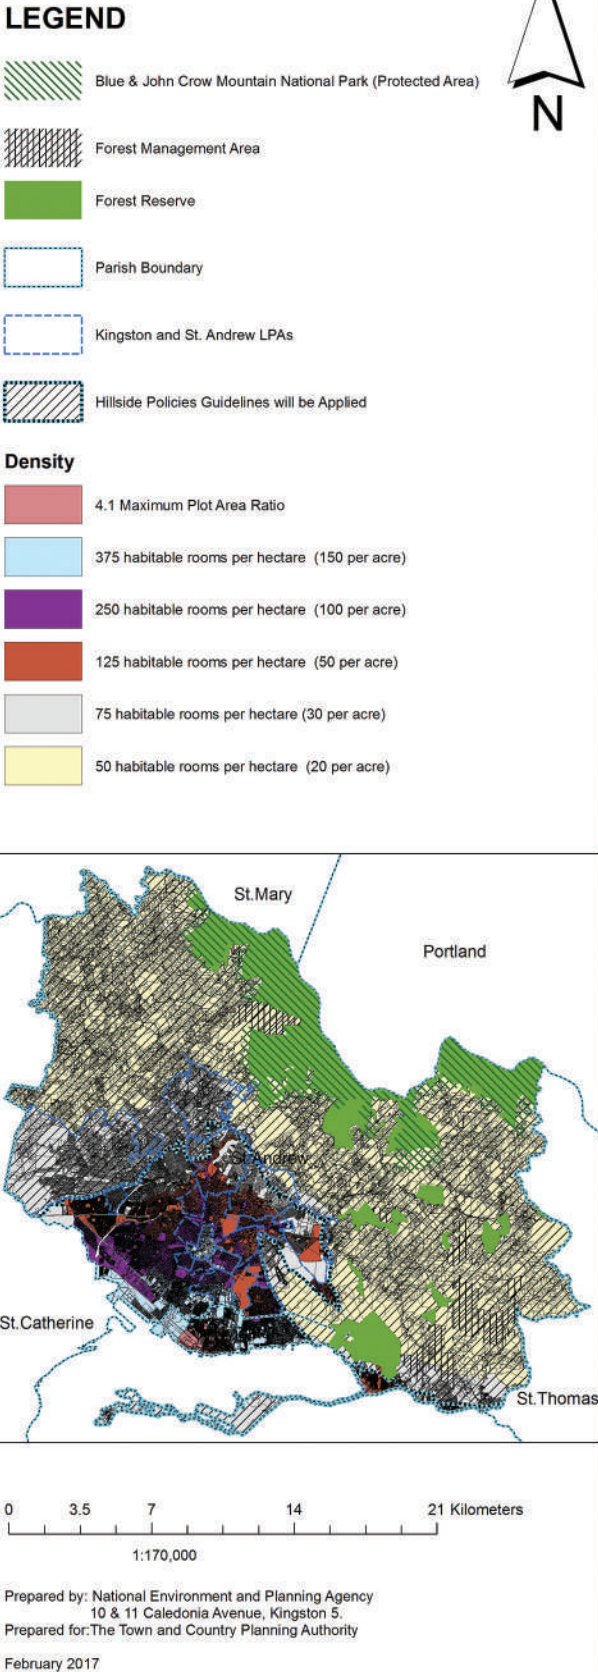 LEGEND
N
Blue & John Crow Mountain National Park (Protected Area)
Forest Management Area
Forest Reserve
Parish Boundary
Kingston and St. Andrew LPAs
Hillside Policies Guidelines will be Applied
Density
4.1 Maximum Plot Area Ratio
375 habitable rooms per hectare (150 per acre)
250 habitable rooms per hectare (100 per acre)
125 habitable rooms per hectare (50 per acre)
75 habitable rooms per hectare (30 per acre)
50 habitable rooms per hectare (20 per acre)
St.Mary
Portland
St.Andrew
St.Catherine
St.Thomas
0 3.5 7 14 21 Kilometers
1:170,000
Prepared by: National Environment and Planning Agency
10 & 11 Caledonia Avenue, Kingston 5.
Prepared for:The Town and Country Planning Authority
February 2017